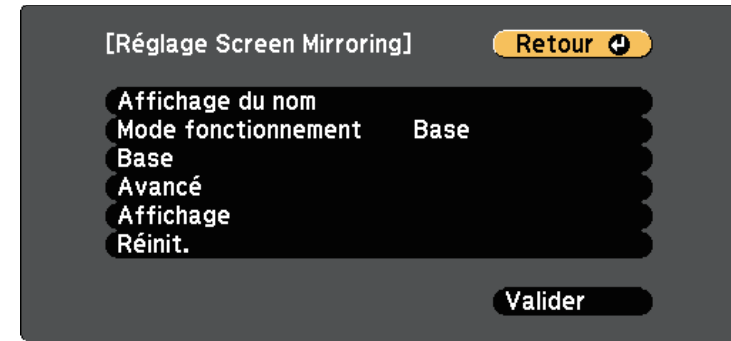 [Réglage Screen Mirroring] Retour
Affichage du nom
Mode fonctionnement Base
Base
Avancé
Affichage
Réinit.
Valider